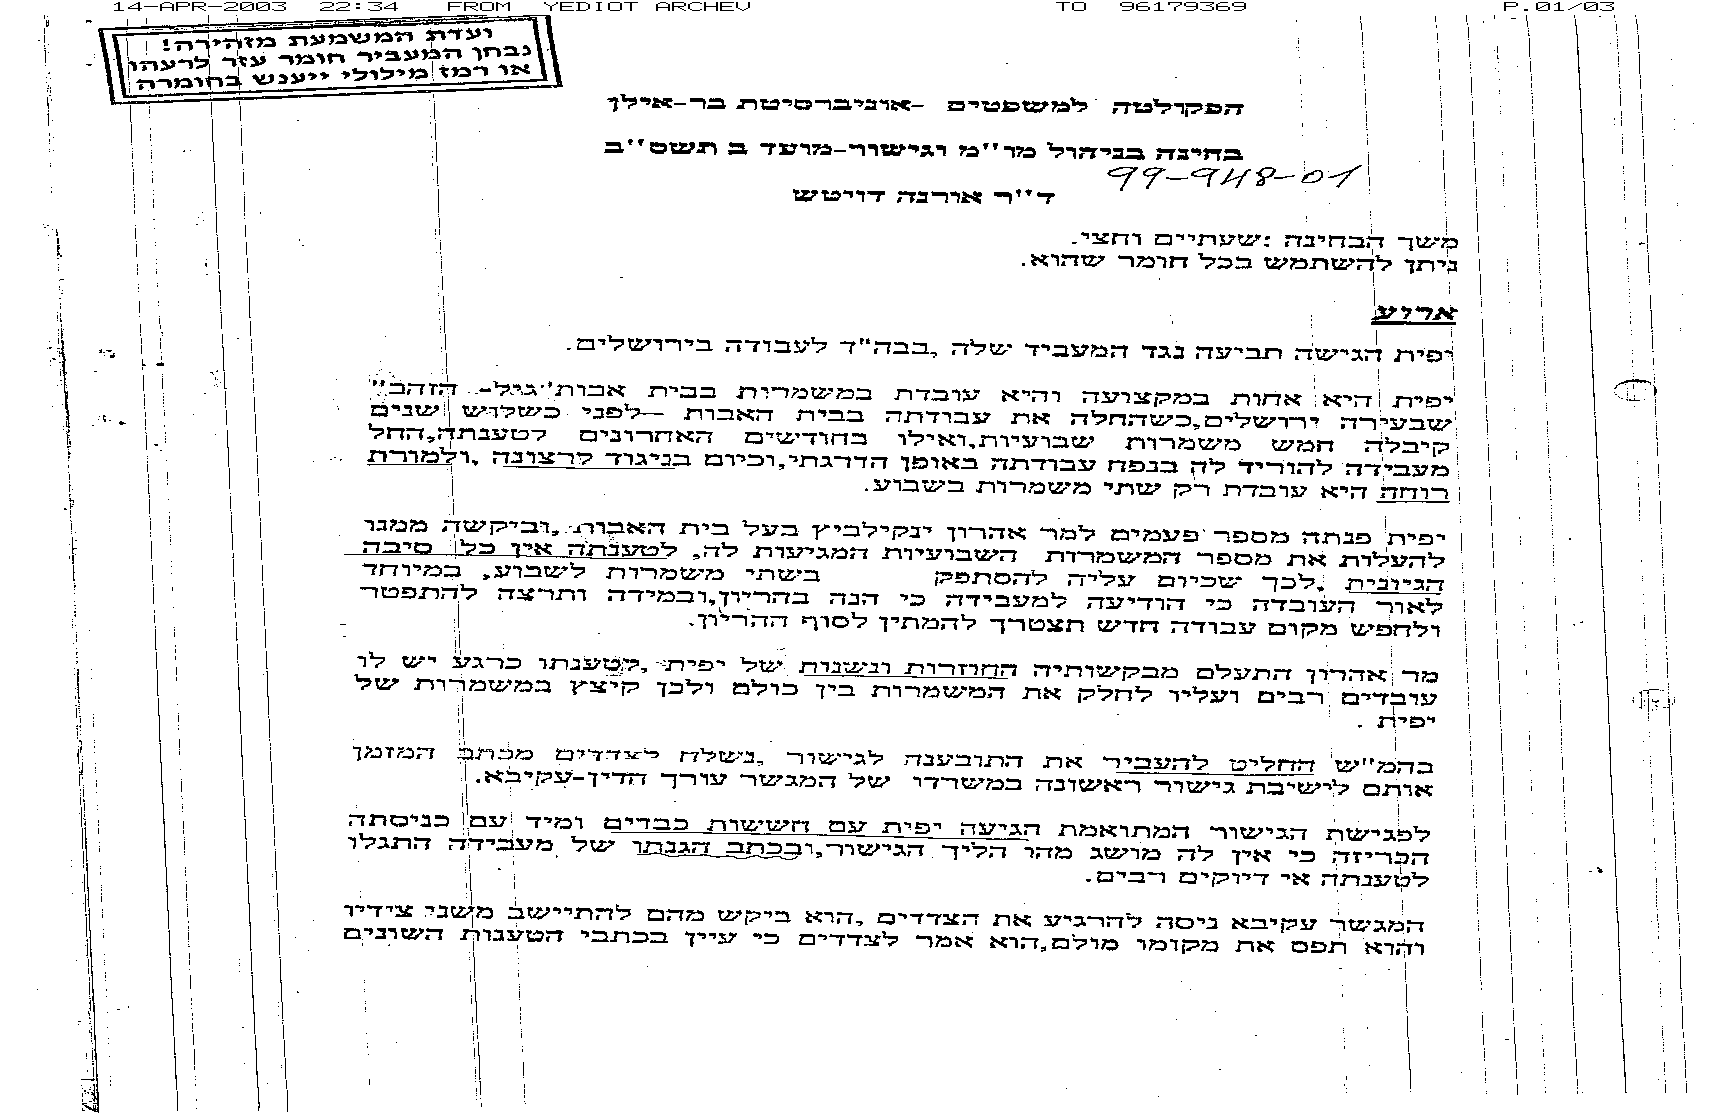 14-APR-2003 22:34 FROM YEDIOT ARCHEV TO 96179369 P.01/03
ועדת המשמעת מזהירה!
נבחן המעביר חומר עזר לרעהו
או רמז מילולי ייענש בחומרה
הפקולטה למשפטים -אוניברסיטת בר-אילן
בחינה בניהול מו"מ וגישור-מועד ב תשס"ב
99-948-01
ד"ר אורנה דויטש
משך הבחינה :שעתיים וחצי.
ניתן להשתמש בכל חומר שהוא.
ארוע
יפית הגישה תביעה נגד המעביד שלה ,בבה"ד לעבודה בירושלים.
יפית היא אחות במקצועה והיא עובדת במשמרות בבית אבות"גיל- הזהב"
שבעירה ירושלים,כשהחלה את עבודתה בבית האבות -לפני כשלוש שנים
קיבלה חמש משמרות שבועיות,ואילו בחודשים האחרונים לטענתה,החל
מעבידה להוריד לה בנפח עבודתה באופן הדרגתי,וכיום בניגוד לרצונה ,ולמורת
רוחה היא עובדת רק שתי משמרות בשבוע.
יפית פנתה מספר פעמים למר אהרון ינקילביץ בעל בית האבות ,וביקשה ממנו
להעלות את מספר המשמרות השבועיות המגיעות לה, לטענתה אין כל סיבה
הגיונית ,לכך שכיום עליה להסתפק בשתי משמרות לשבוע, במיוחד
לאור העובדה כי הודיעה למעבידה כי הנה בהריון,ובמידה ותרצה להתפטר
ולחפש מקום עבודה חדש תצטרך להמתין לסוף ההריון.
מר אהרון התעלם מבקשותיה החוזרות ונשנות של יפית ,לטענתו כרגע יש לו
עובדים רבים ועליו לחלק את המשמרות בין כולם ולכן קיצץ במשמרות של
יפית .
בהמ"ש החליט להעביר את התובענה לגישור ,נשלח לצדדים מכתב המזמן
אותם לישיבת גישור ראשונה במשרדו של המגשר עורך הדין-עקיבא.
לפגישת הגישור המתואמת הגיעה יפית עם חששות כבדים ומיד עם כניסתה
הכריזה כי אין לה מושג מהו הליך הגישור,ובכתב הגנתו של מעבידה התגלו
לטענתה אי דיוקים רבים.
המגשר עקיבא ניסה להרגיע את הצדדים ,הוא ביקש מהם להתיישב משני צידיו
והוא תפס את מקומו מולם,הוא אמר לצדדים כי עיין בכתבי הטענות השונים